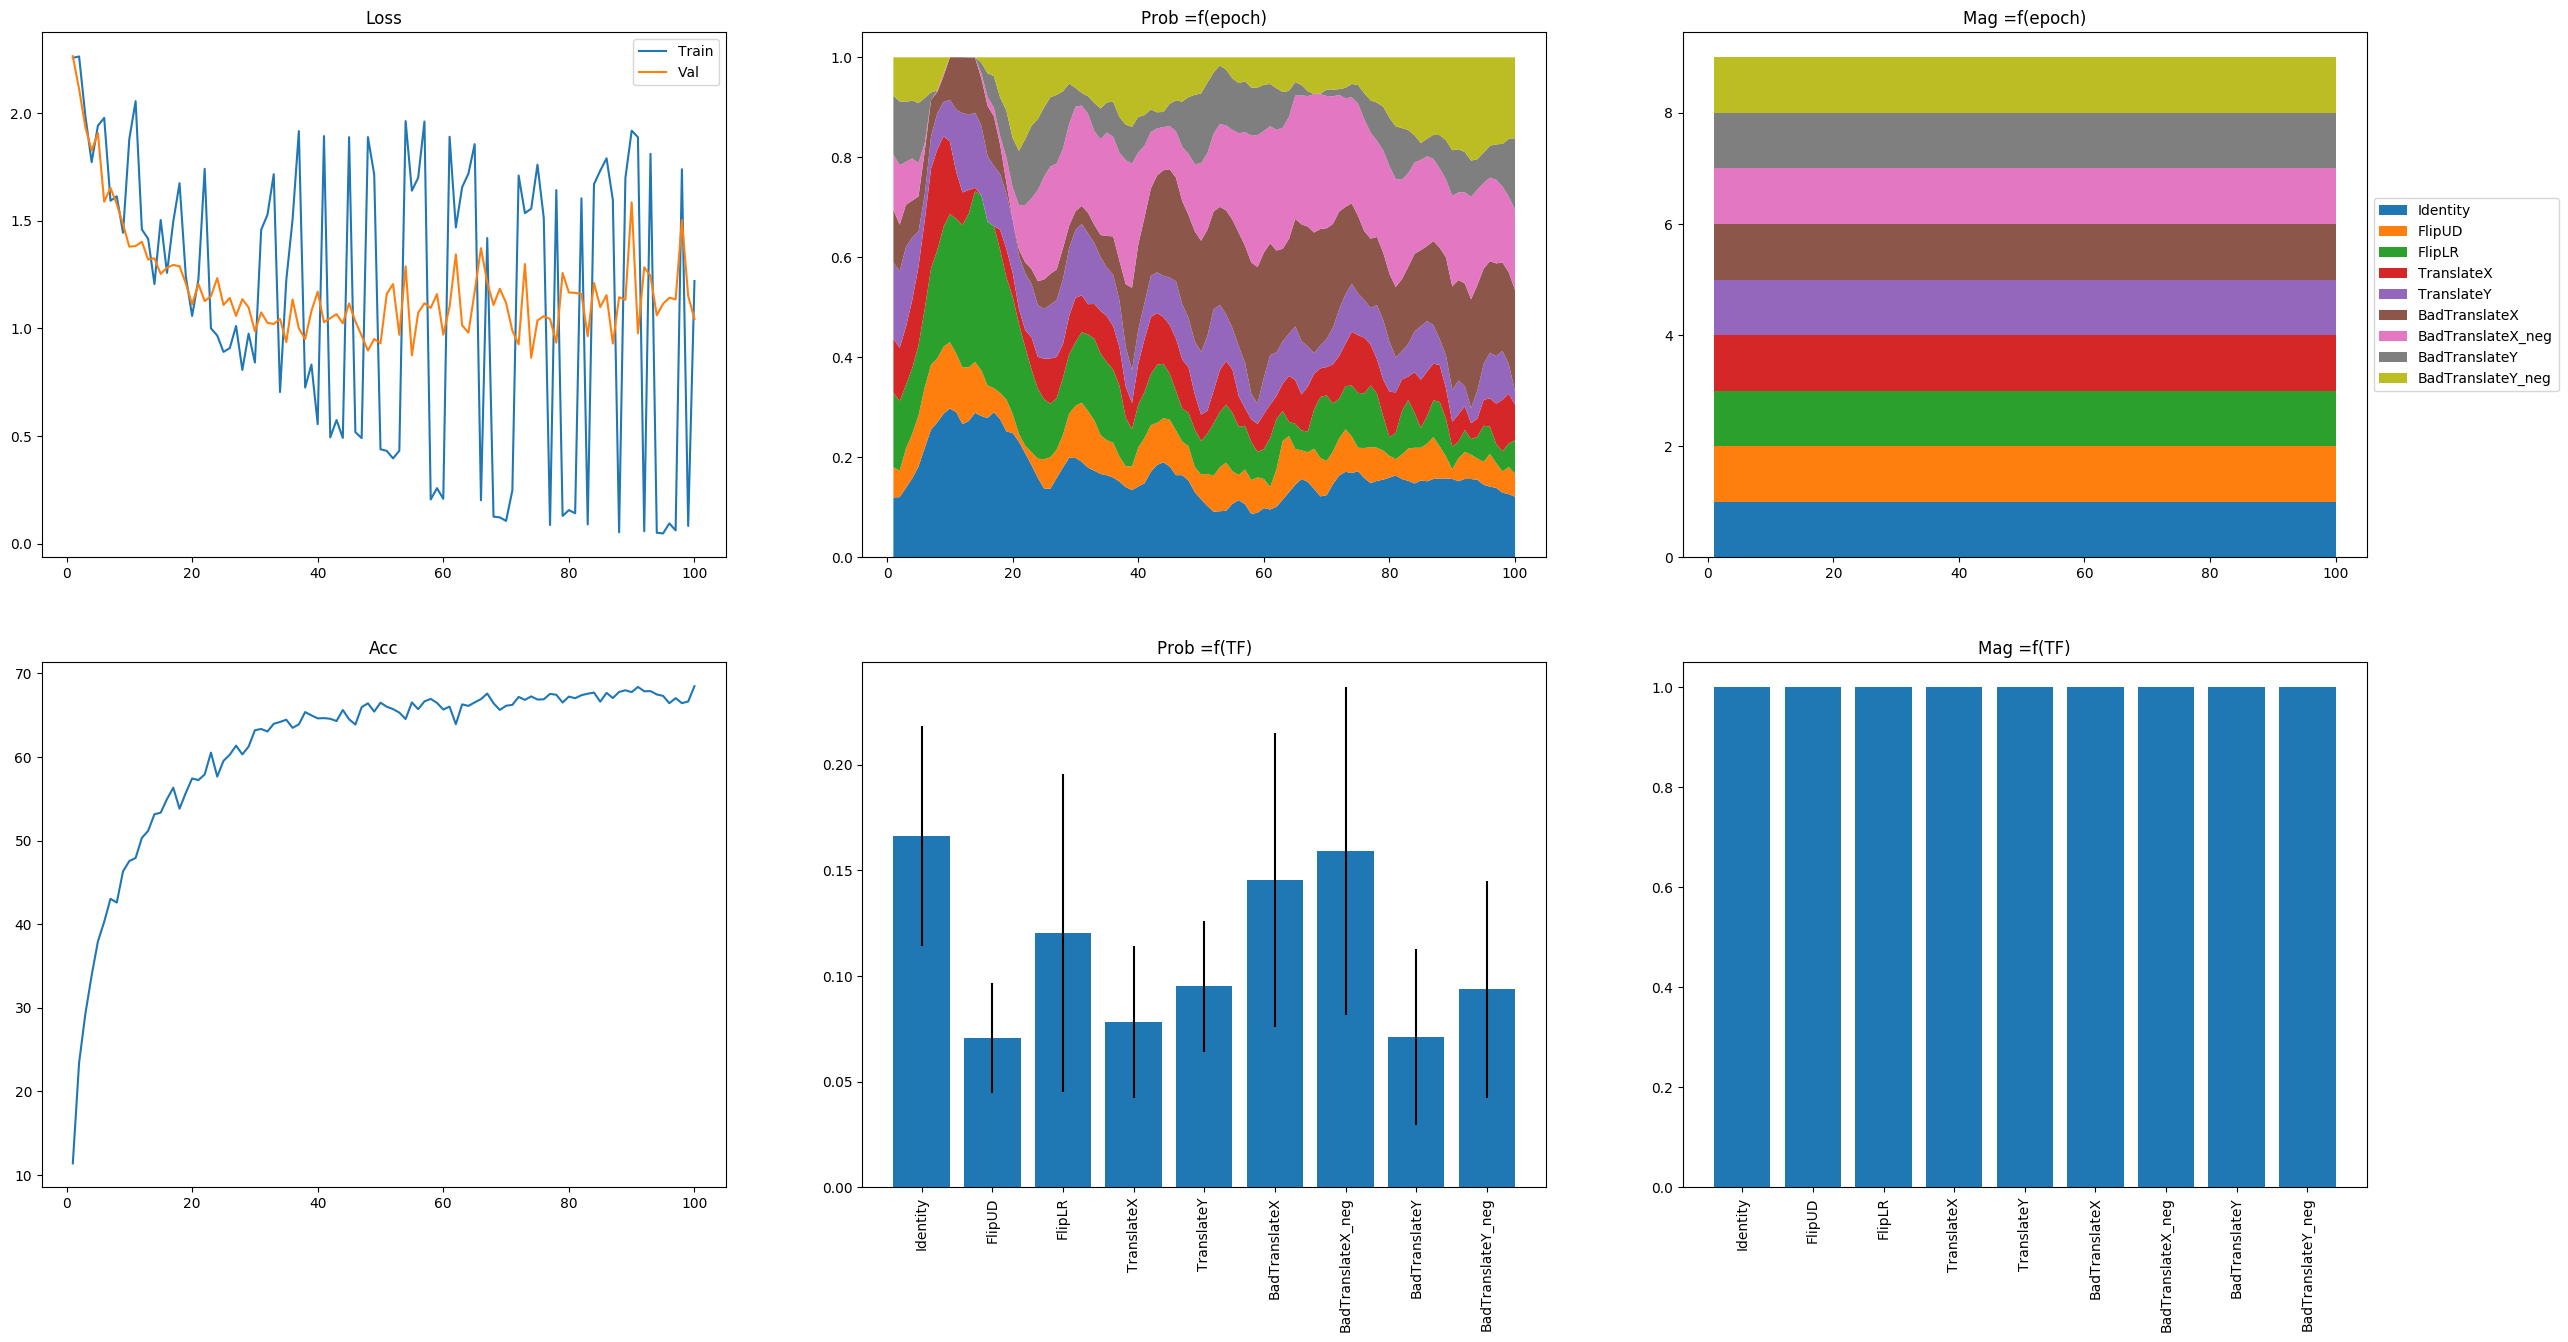 Loss
Train
Val
2.0
1.5
1.0
0.5
0.0
0 20 40 60 80 100
Prob =f(epoch)
1.0
0.8
0.6
0.4
0.2
0.0
0 20 40 60 80 100
Mag =f(epoch)
8
6
4
2
0
0 20 40 60 80 100
Identity
FlipUD
FlipLR
TranslateX
TranslateY
BadTranslateX
BadTranslateX_neg
BadTranslateY
BadTranslateY_neg
Acc
70
60
50
40
30
20
10
0 20 40 60 80 100
Prob =f(TF)
0.20
0.15
0.10
0.05
0.00
Identity
FlipUD
FlipLR
TranslateX
TranslateY
BadTranslateX
BadTranslateX_neg
BadTranslateY
BadTranslateY_neg
Mag =f(TF)
1.0
0.8
0.6
0.4
0.2
0.0
Identity
FlipUD
FlipLR
TranslateX
TranslateY
BadTranslateX
BadTranslateX_neg
BadTranslateY
BadTranslateY_neg